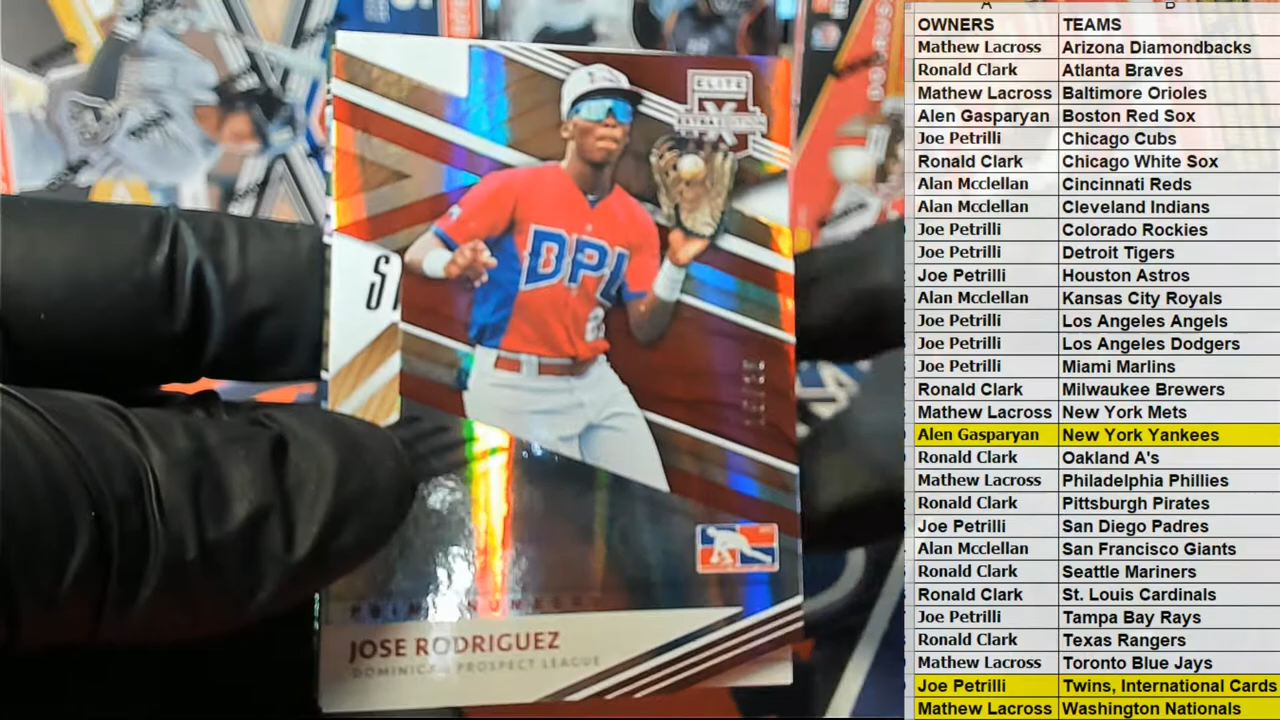 ELITE
X
EXTRA EDITION
DPL
JOSE RODRIGUEZ
DOMINICAN PROSPECT LEAGUE
A B
OWNERS TEAMS
Mathew Lacross Arizona Diamondbacks
Ronald Clark Atlanta Braves
Mathew Lacross Baltimore Orioles
Alen Gasparyan Boston Red Sox
Joe Petrilli Chicago Cubs
Ronald Clark Chicago White Sox
Alan Mcclellan Cincinnati Reds
Alan Mcclellan Cleveland Indians
Joe Petrilli Colorado Rockies
Joe Petrilli Detroit Tigers
Joe Petrilli Houston Astros
Alan Mcclellan Kansas City Royals
Joe Petrilli Los Angeles Angels
Joe Petrilli Los Angeles Dodgers
Joe Petrilli Miami Marlins
Ronald Clark Milwaukee Brewers
Mathew Lacross New York Mets
Alen Gasparyan New York Yankees
Ronald Clark Oakland A's
Mathew Lacross Philadelphia Phillies
Ronald Clark Pittsburgh Pirates
Joe Petrilli San Diego Padres
Alan Mcclellan San Francisco Giants
Ronald Clark Seattle Mariners
Ronald Clark St. Louis Cardinals
Joe Petrilli Tampa Bay Rays
Ronald Clark Texas Rangers
Mathew Lacross Toronto Blue Jays
Joe Petrilli Twins, International Cards
Mathew Lacross Washington Nationals